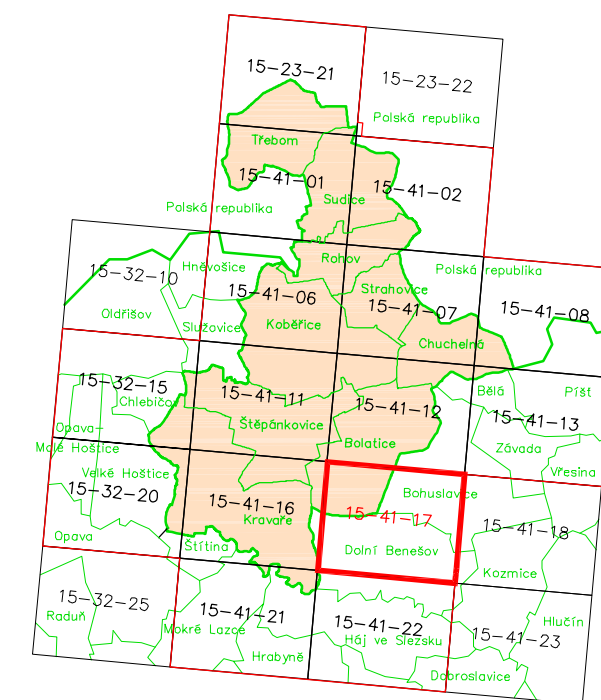 15-23-21
15-23-22
Polská republika
Třebom
15-41-01
15-41-02
Sudice
Polská republika
Hněvošice
Rohov
Polská republika
15-32-10
Strahovice
15-41-06
15-41-07
15-41-08
Oldřišov
Služovice
Kobeřice
Chuchelná
15-32-15
15-41-11
Bělá
Píšť
Chlebičov
15-41-12
15-41-13
Opava-
Malé Hoštice
Štěpánkovice
Bolatice
Závada
Velké Hoštice
Vřesina
15-32-20
15-41-16
Bohuslavice
Kravaře
15-41-17
15-41-18
Opava
Štítina
Dolní Benešov
Kozmice
15-32-25
Raduň
15-41-21
15-41-22
Hlučín
Mokré Lazce
Háj ve Slezsku
15-41-23
Hrabyně
Dobroslavice